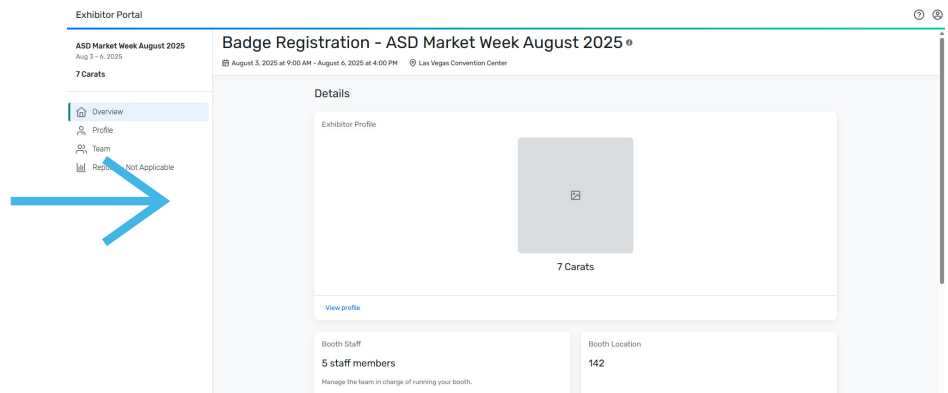 Exhibitor Portal
ASD Market Week August 2025
Aug 3 - 6, 2025
7 Carats
Overview
Profile
Team
Not Applicable
Badge Registration - ASD Market Week August 2025
August 3, 2025 at 9:00 AM - August 6, 2025 at 4:00 PM
Las Vegas Convention Center
Details
Exhibitor Profile
7 Carats
View profile
Booth Staff
5 staff members
Manage the team in charge of running your booth.
Booth Location
142